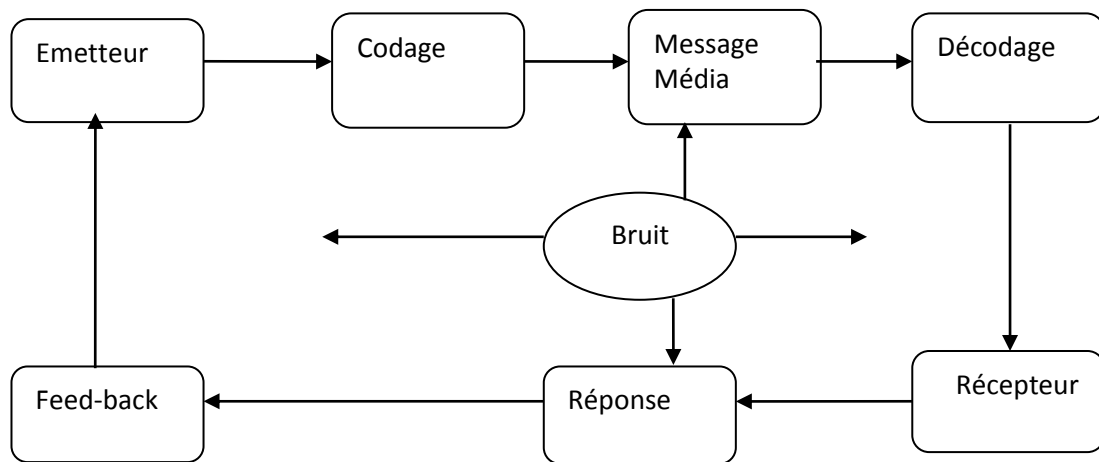 Emetteur
Codage
Message
Média
Décodage
Bruit
Feed-back
Réponse
Récepteur